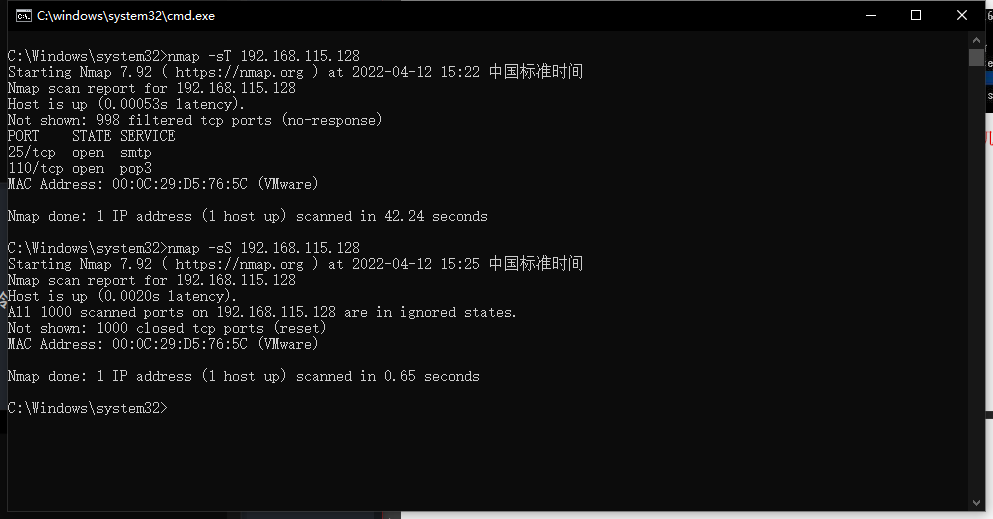 C:\windows\system32\cmd.exe
C:\Windows\system32>nmap -sT 192.168.115.128
Starting Nmap 7.92 ( https://nmap.org ) at 2022-04-12 15:22 中国标准时间
Nmap scan report for 192.168.115.128
Host is up (0.00053s latency).
Not shown: 998 filtered tcp ports (no-response)
PORT    STATE SERVICE
25/tcp  open  smtp
110/tcp open  pop3
MAC Address: 00:0C:29:D5:76:5C (VMware)
Nmap done: 1 IP address (1 host up) scanned in 42.24 seconds
C:\Windows\system32>nmap -sS 192.168.115.128
Starting Nmap 7.92 ( https://nmap.org ) at 2022-04-12 15:25 中国标准时间
Nmap scan report for 192.168.115.128
Host is up (0.0020s latency).
All 1000 scanned ports on 192.168.115.128 are in ignored states.
Not shown: 1000 closed tcp ports (reset)
MAC Address: 00:0C:29:D5:76:5C (VMware)
Nmap done: 1 IP address (1 host up) scanned in 0.65 seconds
C:\Windows\system32>